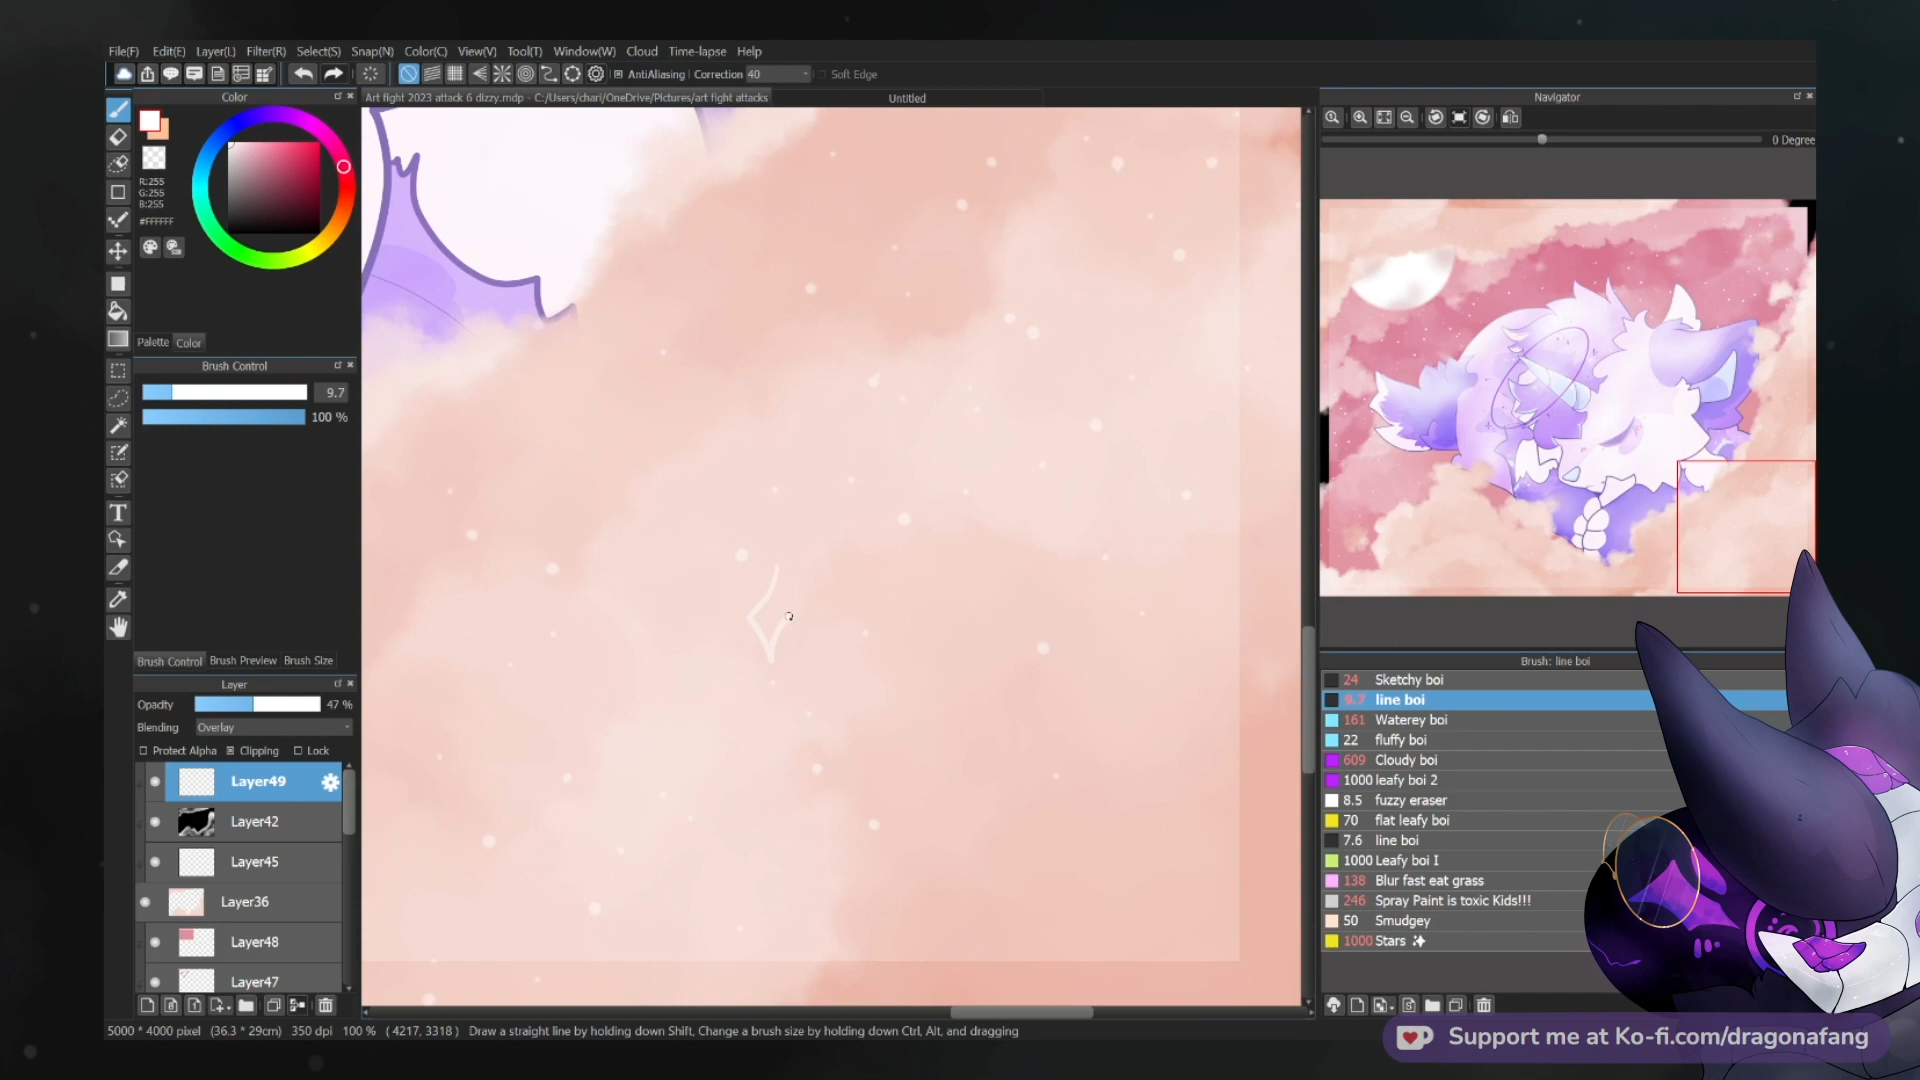 File(F) Edit(E) Layer(L) Filter(R) Select(S) Snap(N) Color(C) View(V) Tool(T) Window(W) Cloud Time-lapse Help
AntiAliasing Correction 40 Soft Edge
Color
Art fight 2023 attack 6 dizzy.mdp - C:/Users/chari/OneDrive/Pictures/art fight attacks
Untitled
Navigator
0 Degree
R:255
G:255
B:255
#FFFFFF
Palette Color
Brush Control
9.7
100 %
Brush Control Brush Preview Brush Size
Layer
Opacity 47 %
Blending Overlay
Protect Alpha Clipping Lock
Layer49
Layer42
Layer45
Layer36
Layer48
Layer47
Brush: line boi
24 Sketchy boi
9.7 line boi
161 Waterey boi
22 fluffy boi
609 Cloudy boi
1000 leafy boi 2
8.5 fuzzy eraser
70 flat leafy boi
7.6 line boi
1000 Leafy boi I
138 Blur fast eat grass
246 Spray Paint is toxic Kids!!!
50 Smudgey
1000 Stars
5000 * 4000 pixel (36.3 * 29cm) 350 dpi 100 % ( 4217, 3318 ) Draw a straight line by holding down Shift, Change a brush size by holding down Ctrl, Alt, and dragging
Support me at Ko-fi.com/dragonafang